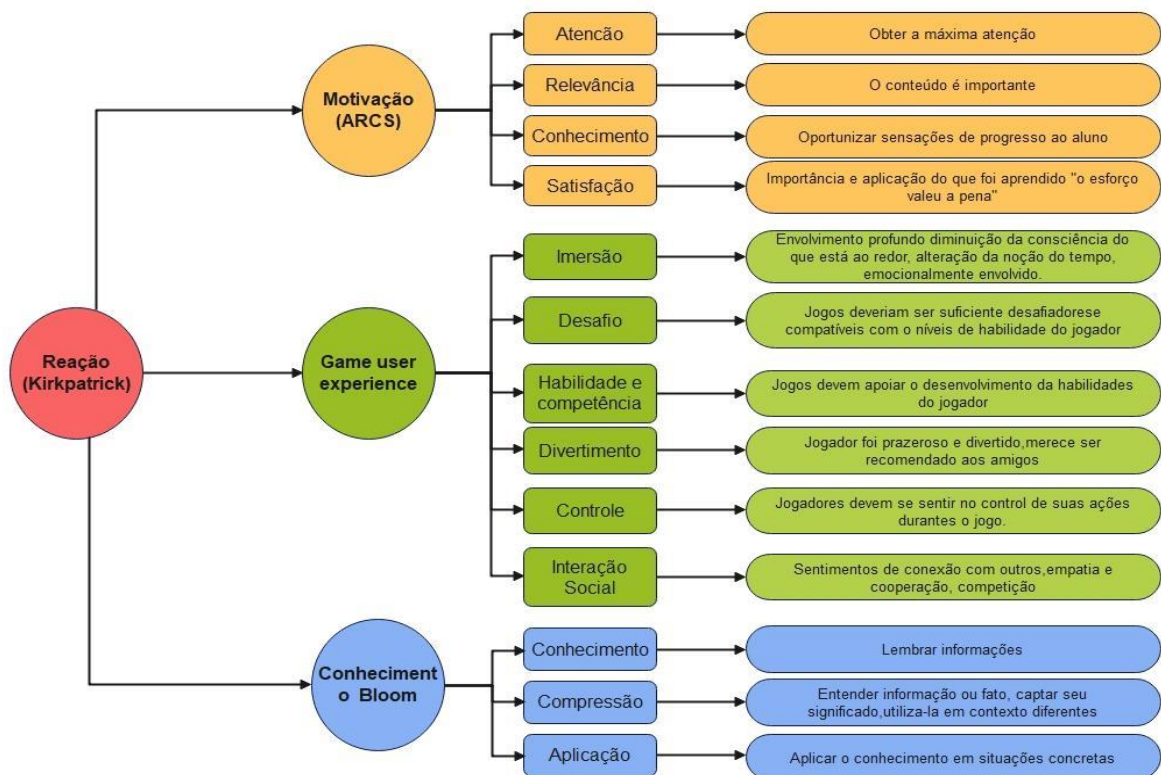 Reação
(Kirkpatrick)
Motivação
(ARCS)
Atencão
Obter a máxima atenção
Relevância
O conteúdo é importante
Conhecimento
Oportunizar sensações de progresso ao aluno
Satisfação
Importância e aplicação do que foi aprendido "o esforço
valeu a pena"
Game user
experience
Imersão
Envolvimento profundo diminuição da consciência do
que está ao redor, alteração da noção do tempo,
emocionalmente envolvido.
Desafio
Jogos deveriam ser suficiente desafiadorese
compatíveis com o níveis de habilidade do jogador
Habilidade e
competência
Jogos devem apoiar o desenvolvimento da habilidades
do jogador
Divertimento
Jogador foi prazeroso e divertido,merece ser
recomendado aos amigos
Controle
Jogadores devem se sentir no control de suas ações
durantes o jogo.
Interação
Social
Sentimentos de conexão com outros,empatia e
cooperação, competição
Conheciment
o Bloom
Conhecimento
Lembrar informações
Compressão
Entender informação ou fato, captar seu
significado,utiliza-la em contexto diferentes
Aplicação
Aplicar o conhecimento em situações concretas